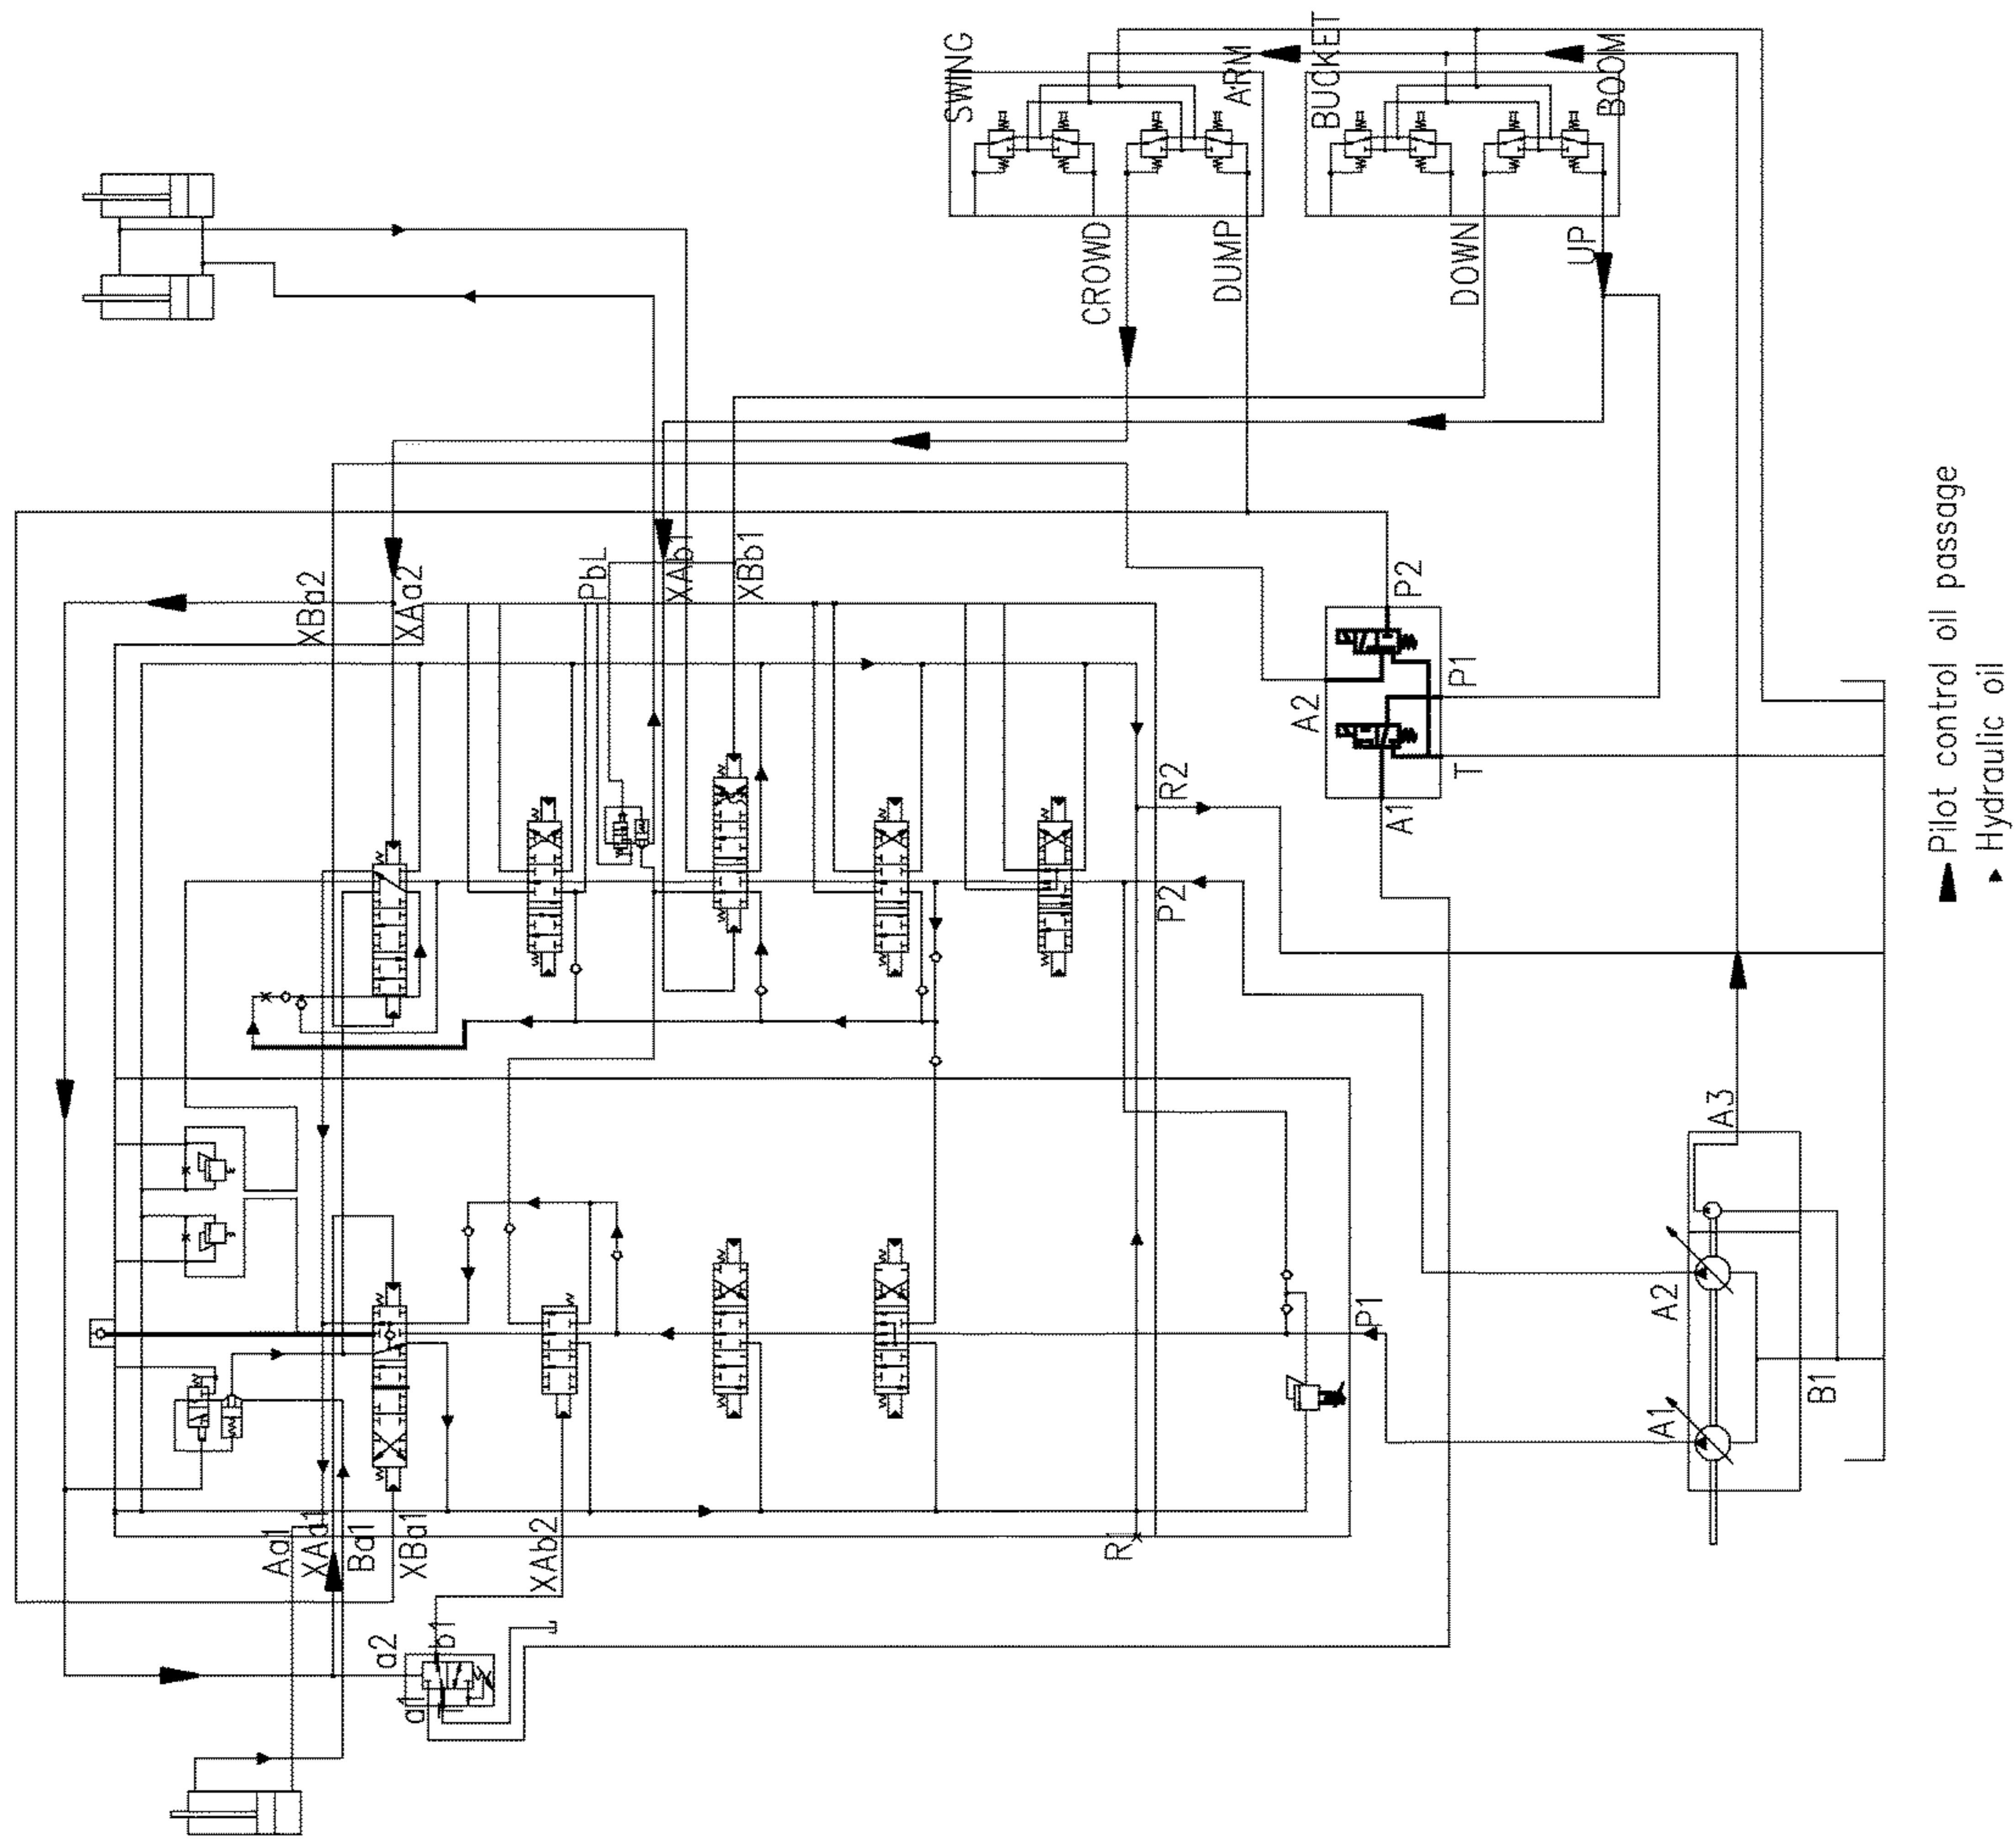 SWING
ARM
BUCKET
BOOM
CROWD
DUMP
DOWN
UP
XBa2
XAa2
PbL
XAb1
XBb1
P2
A2
P1
T
A1
R2
P2
Pilot control oil passage
Hydraulic oil
A3
A2
A1
B1
P1
R
Aa1
XAa1
Ba1
XBa1
XAb2
a2
b1
a1